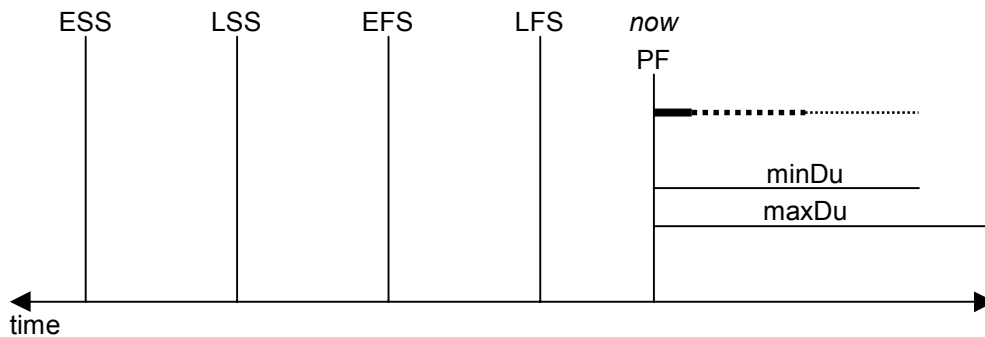 ESS LSS EFS LFS now
PF
minDu
maxDu
time